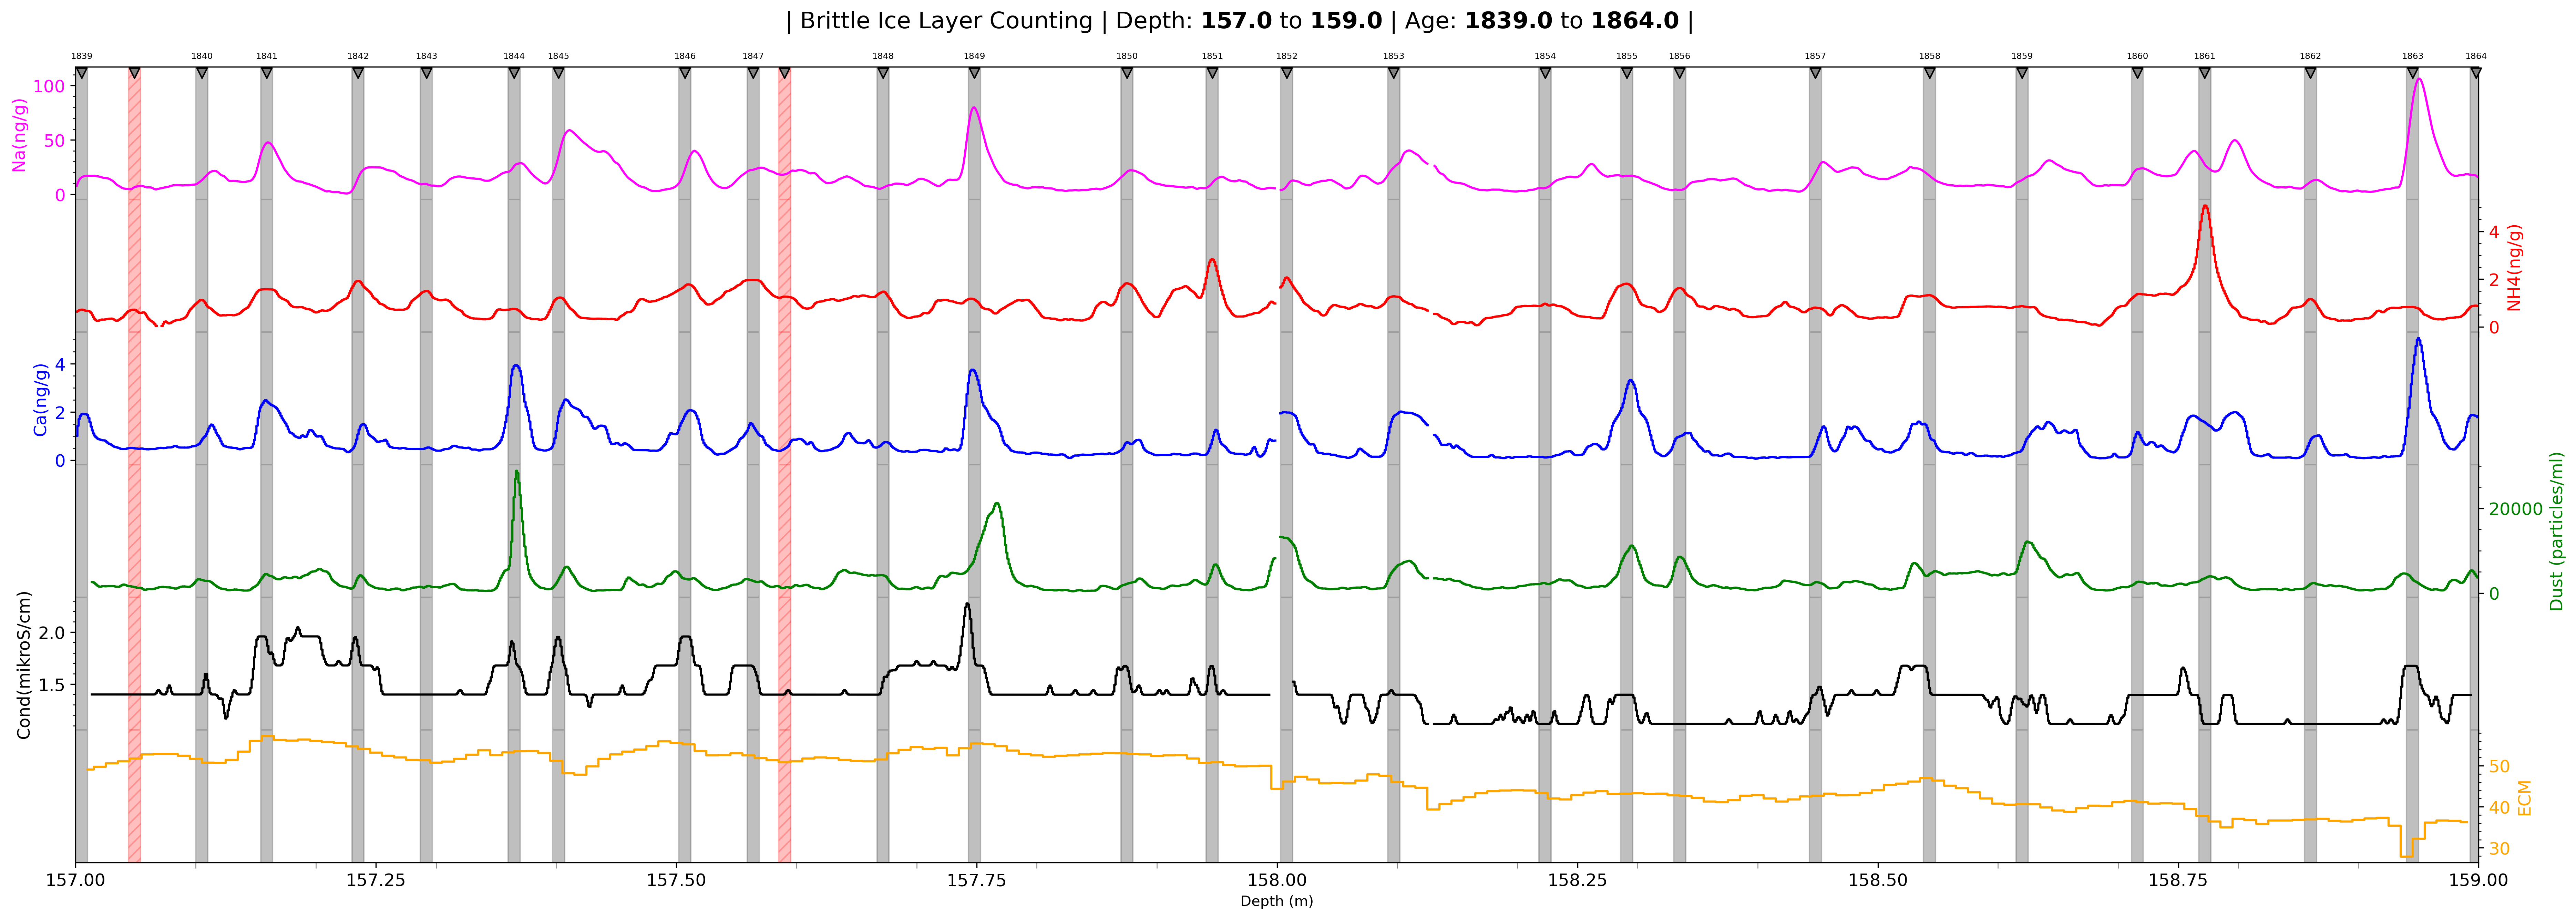 | Brittle Ice Layer Counting | Depth: 157.0 to 159.0 | Age: 1839.0 to 1864.0 |
1839 1840 1841 1842 1843 1844 1845 1846 1847 1848 1849 1850 1851 1852 1853 1854 1855 1856 1857 1858 1859 1860 1861 1862 1863 1864
Na(ng/g)
100
50
0
NH4(ng/g)
4
2
0
Ca(ng/g)
4
2
0
Dust (particles/ml)
20000
0
Cond(mikroS/cm)
2.0
1.5
ECM
50
40
30
157.00 157.25 157.50 157.75 158.00 158.25 158.50 158.75 159.00
Depth (m)